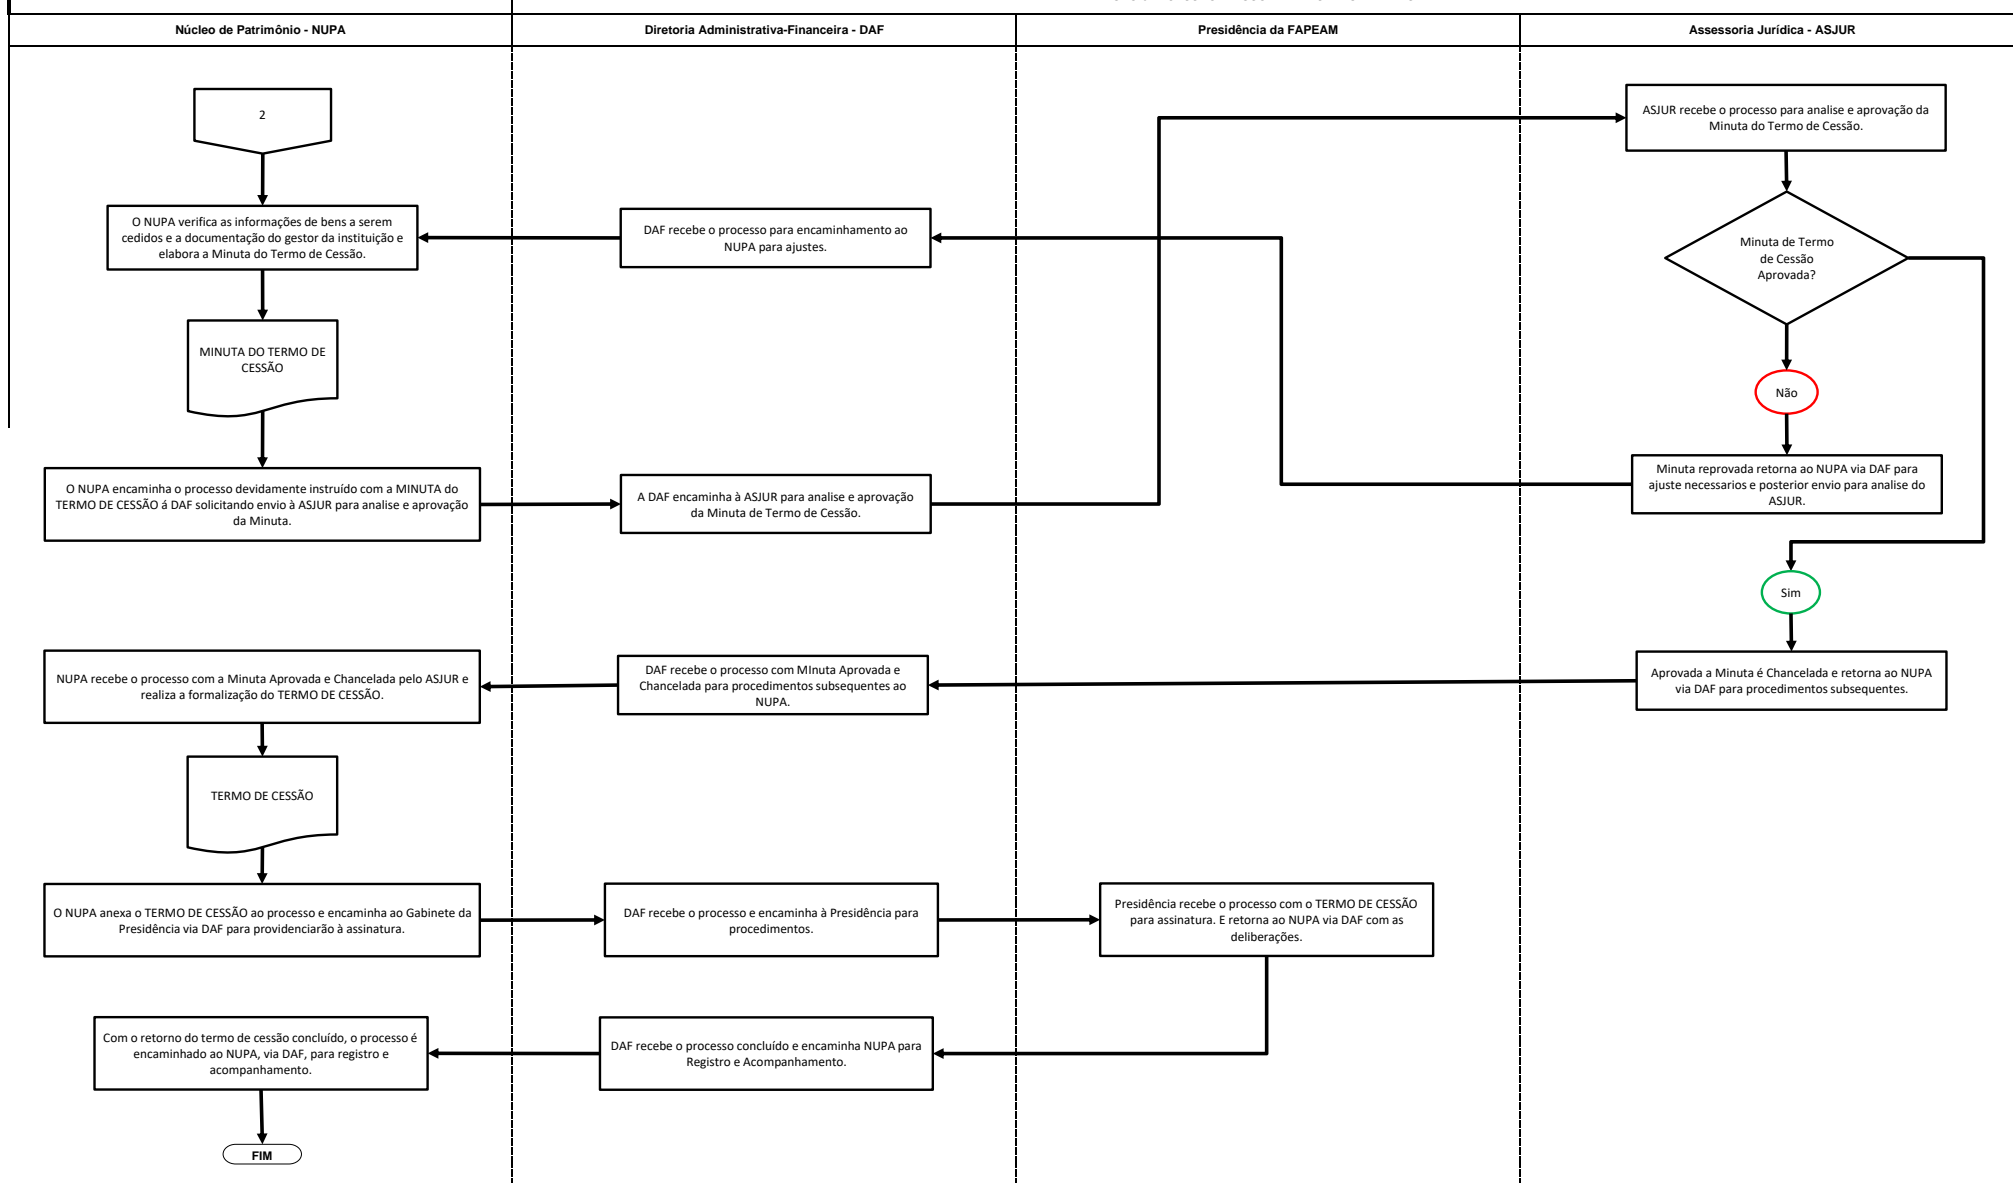 Núcleo de Patrimônio - NUPA
Diretoria Administrativa-Financeira - DAF
Presidência da FAPEAM
Assessoria Jurídica - ASJUR
2
ASJUR recebe o processo para analise e aprovação da
Minuta do Termo de Cessão.
O NUPA verifica as informações de bens a serem
cedidos e a documentação do gestor da instituição e
elabora a Minuta do Termo de Cessão.
DAF recebe o processo para encaminhamento ao
NUPA para ajustes.
Minuta de Termo
de Cessão
Aprovada?
MINUTA DO TERMO DE
CESSÃO
Não
O NUPA encaminha o processo devidamente instruído com a MINUTA do
TERMO DE CESSÃO á DAF solicitando envio à ASJUR para analise e aprovação
da Minuta.
A DAF encaminha à ASJUR para analise e aprovação
da Minuta de Termo de Cessão.
Minuta reprovada retorna ao NUPA via DAF para
ajuste necessarios e posterior envio para analise do
ASJUR.
Sim
NUPA recebe o processo com a Minuta Aprovada e Chancelada pelo ASJUR e
realiza a formalização do TERMO DE CESSÃO.
DAF recebe o processo com MInuta Aprovada e
Chancelada para procedimentos subsequentes ao
NUPA.
Aprovada a Minuta é Chancelada e retorna ao NUPA
via DAF para procedimentos subsequentes.
TERMO DE CESSÃO
O NUPA anexa o TERMO DE CESSÃO ao processo e encaminha ao Gabinete da
Presidência via DAF para providenciarão à assinatura.
DAF recebe o processo e encaminha à Presidência para
procedimentos.
Presidência recebe o processo com o TERMO DE CESSÃO
para assinatura. E retorna ao NUPA via DAF com as
deliberações.
Com o retorno do termo de cessão concluído, o processo é
encaminhado ao NUPA, via DAF, para registro e
acompanhamento.
DAF recebe o processo concluído e encaminha NUPA para
Registro e Acompanhamento.
FIM